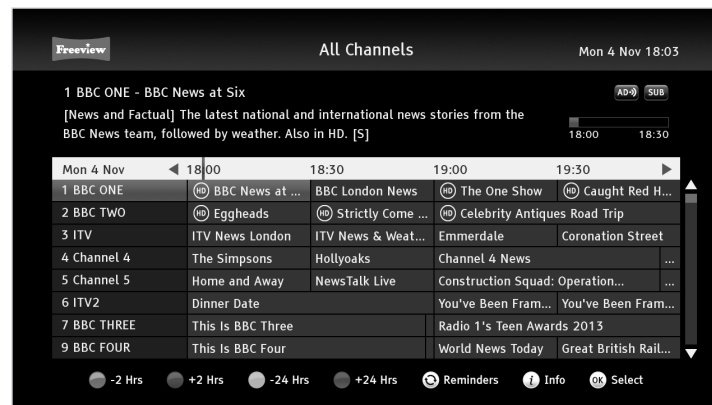 Freeview All Channels Mon 4 Nov 18:03
1 BBC ONE - BBC News at Six AD SUB
[News and Factual] The latest national and international news stories from the
BBC News team, followed by weather. Also in HD. [S]
18:00 18:30
Mon 4 Nov 18:00 18:30 19:00 19:30
1 BBC ONE HD BBC News at ... BBC London News HD The One Show HD Caught Red H...
2 BBC TWO HD Eggheads HD Strictly Come ... HD Celebrity Antiques Road Trip
3 ITV ITV News London ITV News & Weat... Emmerdale Coronation Street
4 Channel 4 The Simpsons Hollyoaks Channel 4 News ...
5 Channel 5 Home and Away NewsTalk Live Construction Squad: Operation... ...
6 ITV2 Dinner Date You've Been Fram... You've Been Fram...
7 BBC THREE This Is BBC Three Radio 1's Teen Awards 2013
9 BBC FOUR This Is BBC Four World News Today Great British Rail...
-2 Hrs +2 Hrs -24 Hrs +24 Hrs Reminders i Info OK Select